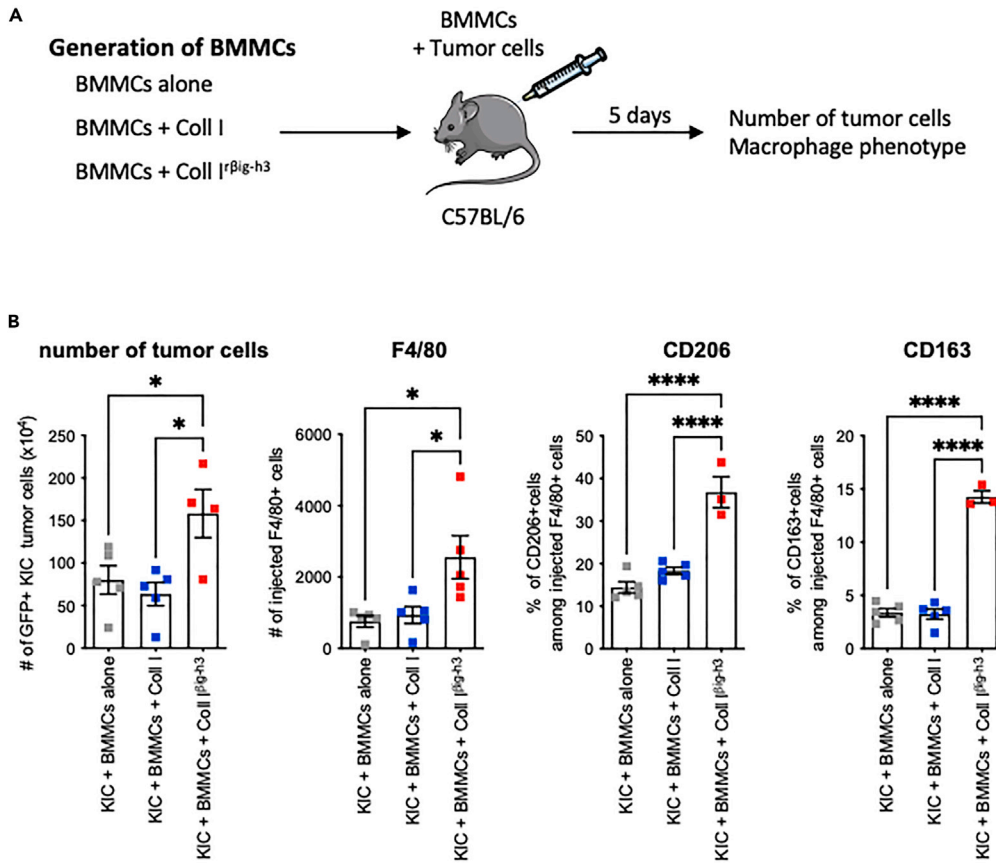 A
Generation of BMMCs
BMMCs alone
BMMCs + Coll I
BMMCs + Coll I^rβig-h3
BMMCs
+ Tumor cells
C57BL/6
5 days
Number of tumor cells
Macrophage phenotype
B
number of tumor cells
*
*
# of GFP+ KIC tumor cells (x10⁴)
250
200
150
100
50
0
KIC + BMMCs alone
KIC + BMMCs + Coll I
KIC + BMMCs + Coll I^βig-h3
F4/80
*
*
# of injected F4/80+ cells
6000
4000
2000
0
KIC + BMMCs alone
KIC + BMMCs + Coll I
KIC + BMMCs + Coll I^βig-h3
CD206
****
****
% of CD206+cells
among injected F4/80+ cells
50
40
30
20
10
0
KIC + BMMCs alone
KIC + BMMCs + Coll I
KIC + BMMCs + Coll I^βig-h3
CD163
****
****
% of CD163+cells
among injected F4/80+ cells
20
15
10
5
0
KIC + BMMCs alone
KIC + BMMCs + Coll I
KIC + BMMCs + Coll I^βig-h3